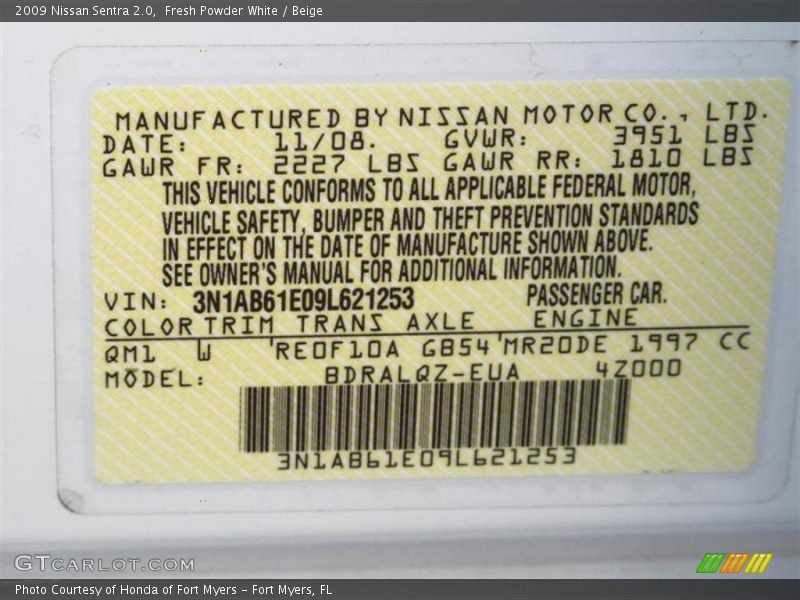 2009 Nissan Sentra 2.0,  Fresh Powder White / Beige
MANUFACTURED BY NISSAN MOTOR CO., LTD.
DATE: 11/08. GVWR: 3951 LBS
GAWR FR: 2227 LBS GAWR RR: 1810 LBS
THIS VEHICLE CONFORMS TO ALL APPLICABLE FEDERAL MOTOR,
VEHICLE SAFETY, BUMPER AND THEFT PREVENTION STANDARDS
IN EFFECT ON THE DATE OF MANUFACTURE SHOWN ABOVE.
SEE OWNER'S MANUAL FOR ADDITIONAL INFORMATION.
VIN: 3N1AB61E09L621253 PASSENGER CAR.
COLOR TRIM TRANS AXLE ENGINE
QM1 W 'RE0F10A GB54 'MR20DE 1997 CC
MODEL: BDRALQZ-EUA 4Z000
3N1AB61E09L621253
GTCARLOT.COM
Photo Courtesy of Honda of Fort Myers – Fort Myers, FL